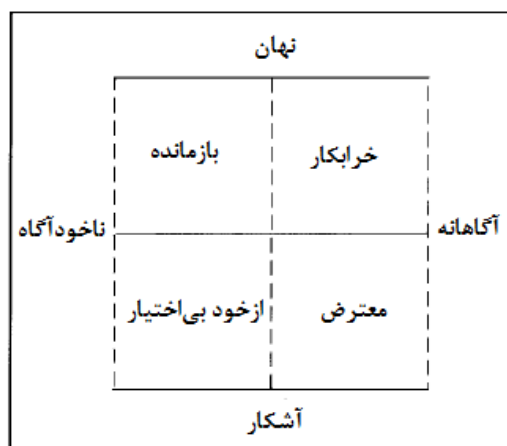 نهان
خرابکار
بازمانده
آگاهانه
ناخودآگاه
معترض
ازخود بی‌اختیار
آشکار